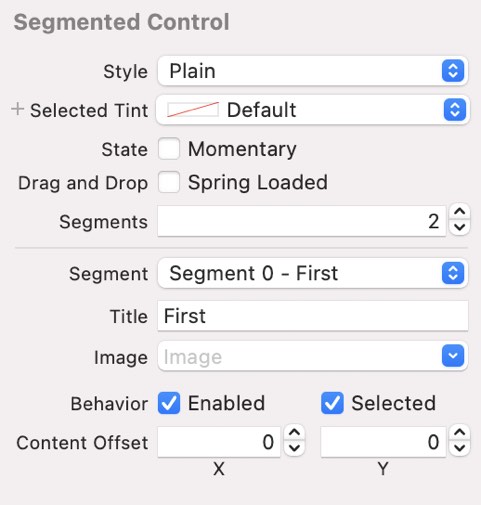 Segmented Control
Style Plain
+ Selected Tint Default
State Momentary
Drag and Drop Spring Loaded
Segments 2
Segment Segment 0 - First
Title First
Image Image
Behavior Enabled Selected
Content Offset 0 0
X Y